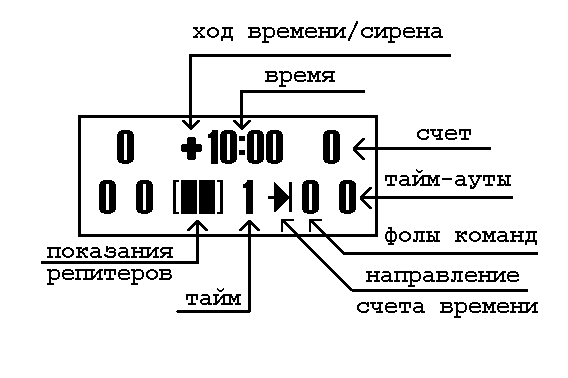 ход времени/сирена
время
0 +10:00 0
счет
0 0 [██] 1 0 0
тайм-ауты
показания
репитеров
фолы команд
тайм
направление
счета времени